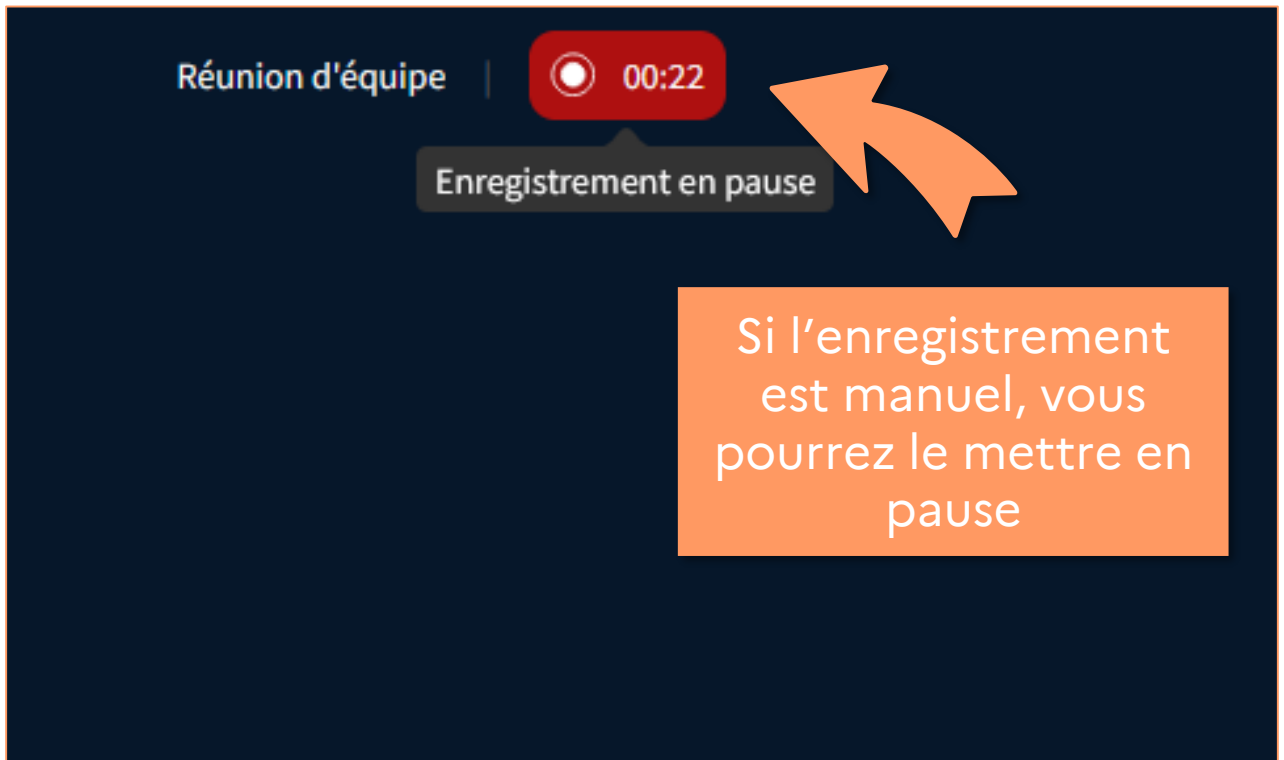 Réunion d'équipe | 00:22
Enregistrement en pause
Si l’enregistrement
est manuel, vous
pourrez le mettre en
pause